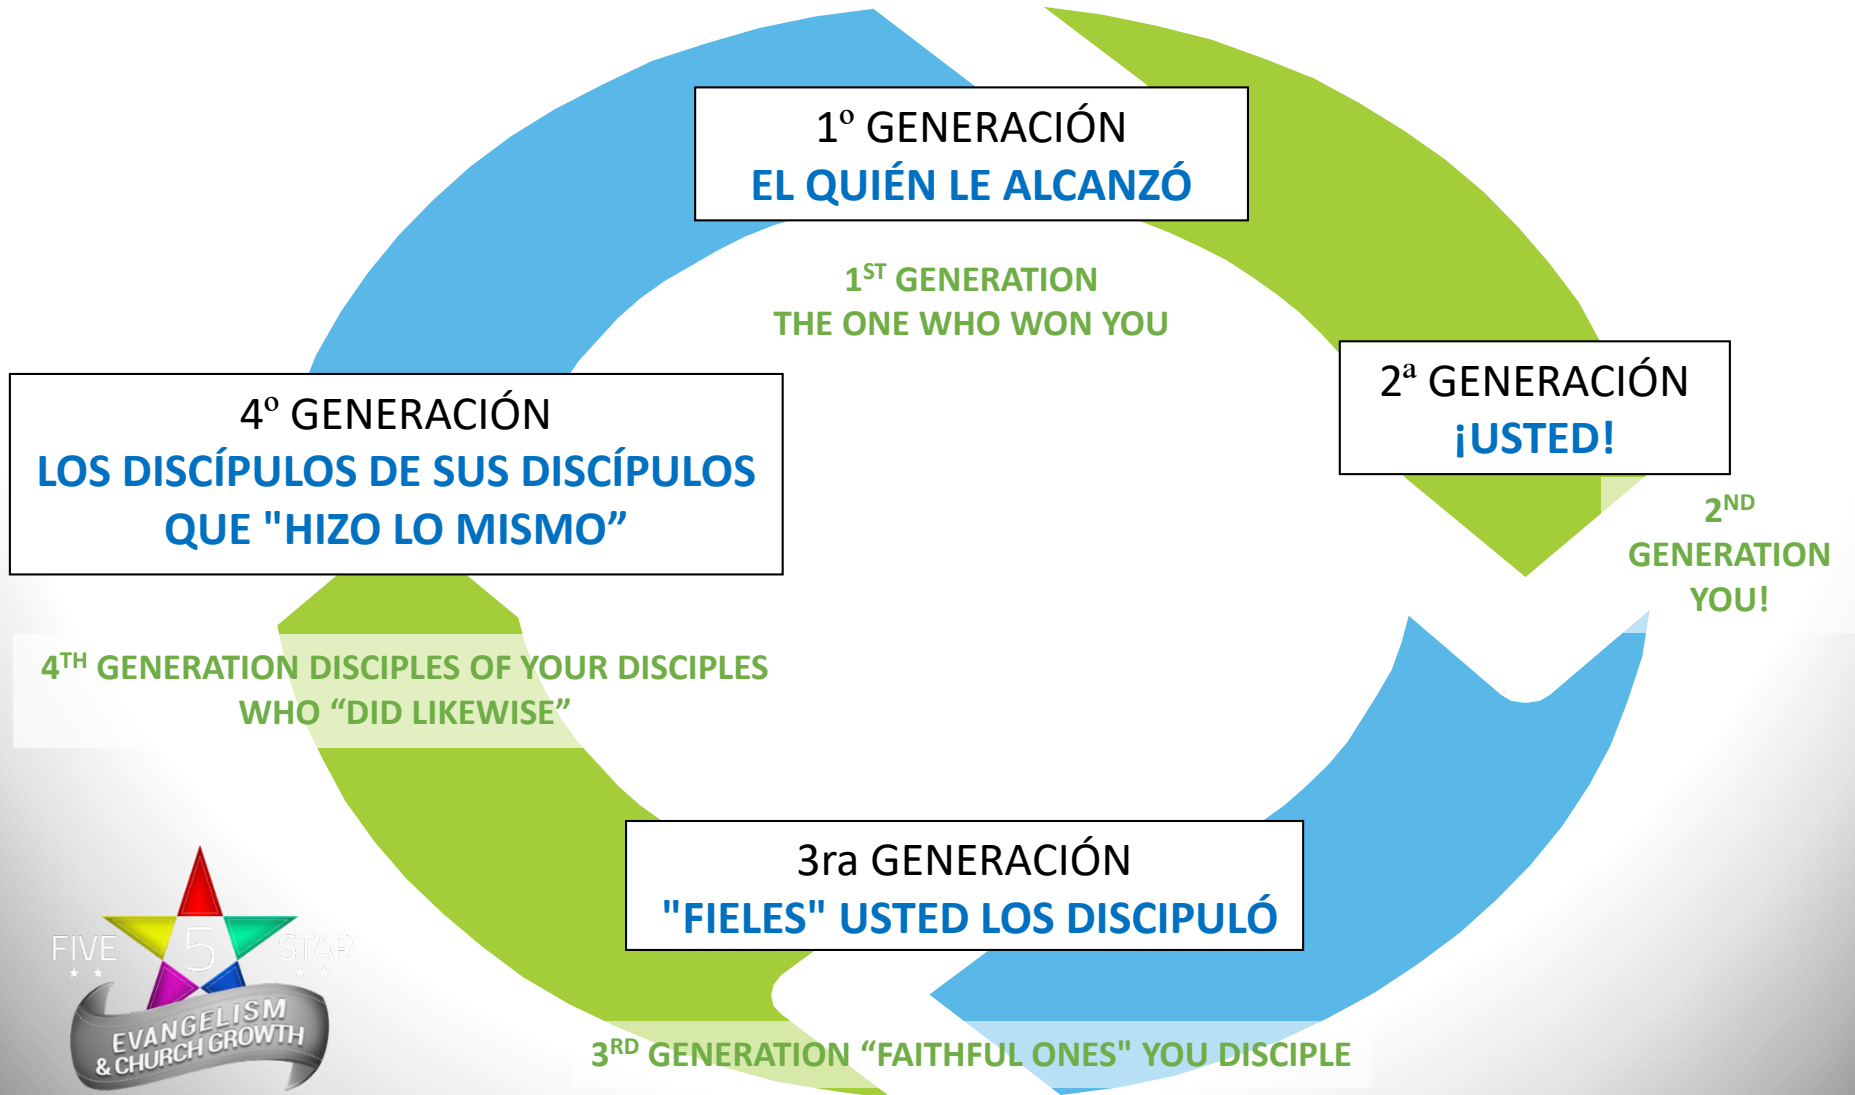 1º GENERACIÓN
EL QUIÉN LE ALCANZÓ
1ST GENERATION
THE ONE WHO WON YOU
2ª GENERACIÓN
¡USTED!
2ND
GENERATION
YOU!
4º GENERACIÓN
LOS DISCÍPULOS DE SUS DISCÍPULOS
QUE "HIZO LO MISMO”
4TH GENERATION DISCIPLES OF YOUR DISCIPLES
WHO “DID LIKEWISE”
3ra GENERACIÓN
"FIELES" USTED LOS DISCIPULÓ
3RD GENERATION “FAITHFUL ONES" YOU DISCIPLE
FIVE 5 STAR
EVANGELISM
& CHURCH GROWTH